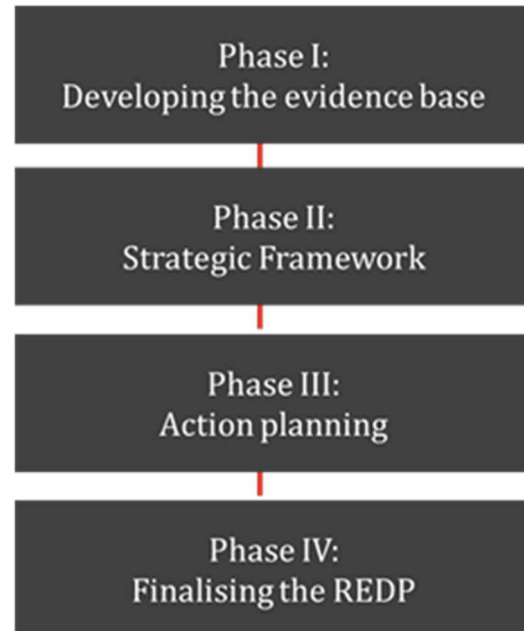 Phase I:
Developing the evidence base
Phase II:
Strategic Framework
Phase III:
Action planning
Phase IV:
Finalising the REDP